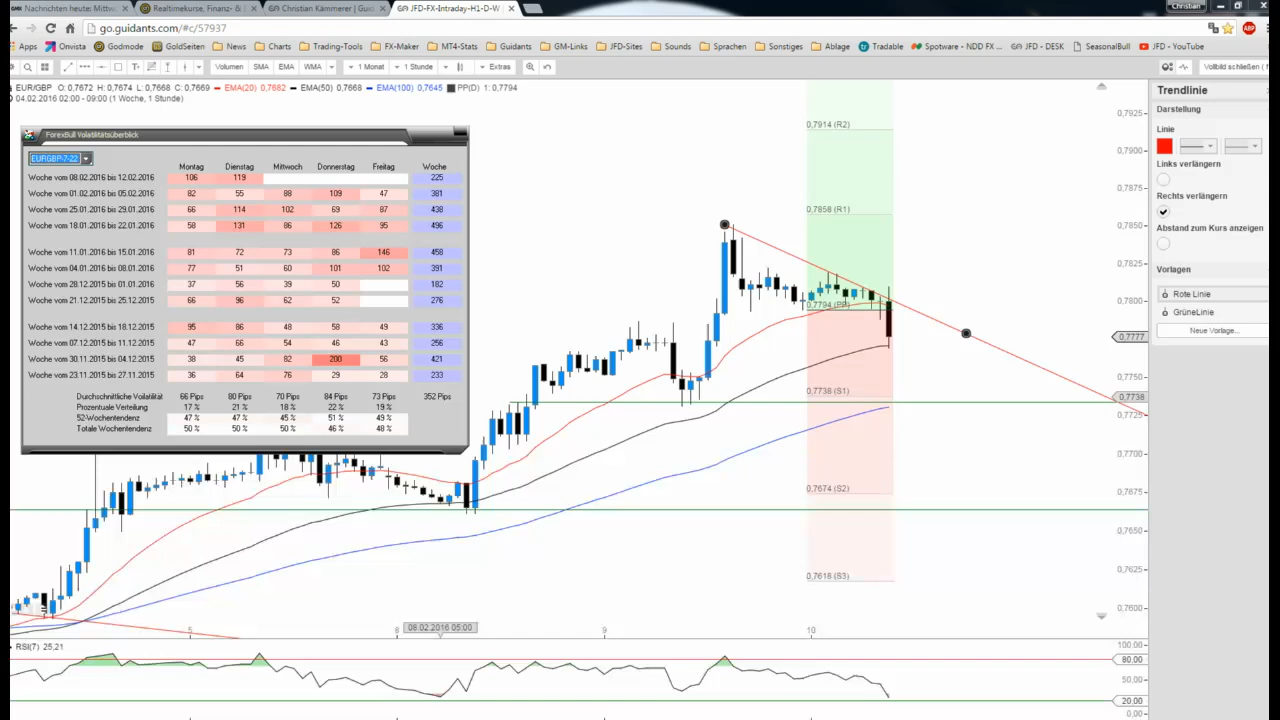 Nachrichten heute: Mittwo
Realtimekurse, Finanz- & B
Christian Kämmerer | Guid
JFD-FX-Intraday-H1-D-W
Christian
go.guidants.com/#c/57937
Apps
Onvista
Godmode
GoldSeiten
News
Charts
Trading-Tools
FX-Maker
MT4-Stats
Guidants
GM-Links
JFD-Sites
Sounds
Sprachen
Sonstiges
Ablage
Tradable
Spotware - NDD FX ...
JFD - DESK
SeasonalBull
JFD - YouTube
Volumen
SMA
EMA
WMA
1 Monat
1 Stunde
Extras
Vollbild schließen (
EUR/GBP O: 0,7672 H: 0,7674 L: 0,7668 C: 0,7669 EMA(20) 0,7682 EMA(50) 0,7668 EMA(100) 0,7645 PP(D) 1: 0,7794
04.02.2016 02:00 - 09:00 (1 Woche, 1 Stunde)
ForexBull Volatilitätsüberblick
EURGBP-7-22
Montag Dienstag Mittwoch Donnerstag Freitag Woche
Woche vom 08.02.2016 bis 12.02.2016 106 119 225
Woche vom 01.02.2016 bis 05.02.2016 82 55 88 109 47 381
Woche vom 25.01.2016 bis 29.01.2016 66 114 102 69 87 438
Woche vom 18.01.2016 bis 22.01.2016 58 131 86 126 95 496
Woche vom 11.01.2016 bis 15.01.2016 81 72 73 86 146 458
Woche vom 04.01.2016 bis 08.01.2016 77 51 60 101 102 391
Woche vom 28.12.2015 bis 01.01.2016 37 56 39 50 182
Woche vom 21.12.2015 bis 25.12.2015 66 96 62 52 276
Woche vom 14.12.2015 bis 18.12.2015 95 86 48 58 49 336
Woche vom 07.12.2015 bis 11.12.2015 47 66 54 46 43 256
Woche vom 30.11.2015 bis 04.12.2015 38 45 82 200 56 421
Woche vom 23.11.2015 bis 27.11.2015 36 64 76 29 28 233
Durchschnittliche Volatilität 66 Pips 80 Pips 70 Pips 84 Pips 73 Pips 352 Pips
Prozentuale Verteilung 17 % 21 % 18 % 22 % 19 %
52-Wochentendenz 47 % 47 % 45 % 51 % 49 %
Totale Wochentendenz 50 % 50 % 50 % 46 % 48 %
0,7914 (R2)
0,7858 (R1)
0,7794 (PP)
0,7738 (S1)
0,7674 (S2)
0,7618 (S3)
0,7925
0,7900
0,7875
0,7850
0,7825
0,7800
0,7777
0,7750
0,7738
0,7725
0,7700
0,7675
0,7650
0,7625
0,7600
5 8 08.02.2016 05:00 9 10
RSI(7) 25,21
100.00
80.00
50.00
20.00
0.00
Trendlinie
Darstellung
Linie
Links verlängern
Rechts verlängern
Abstand zum Kurs anzeigen
Vorlagen
Rote Linie
GrüneLinie
Neue Vorlage...